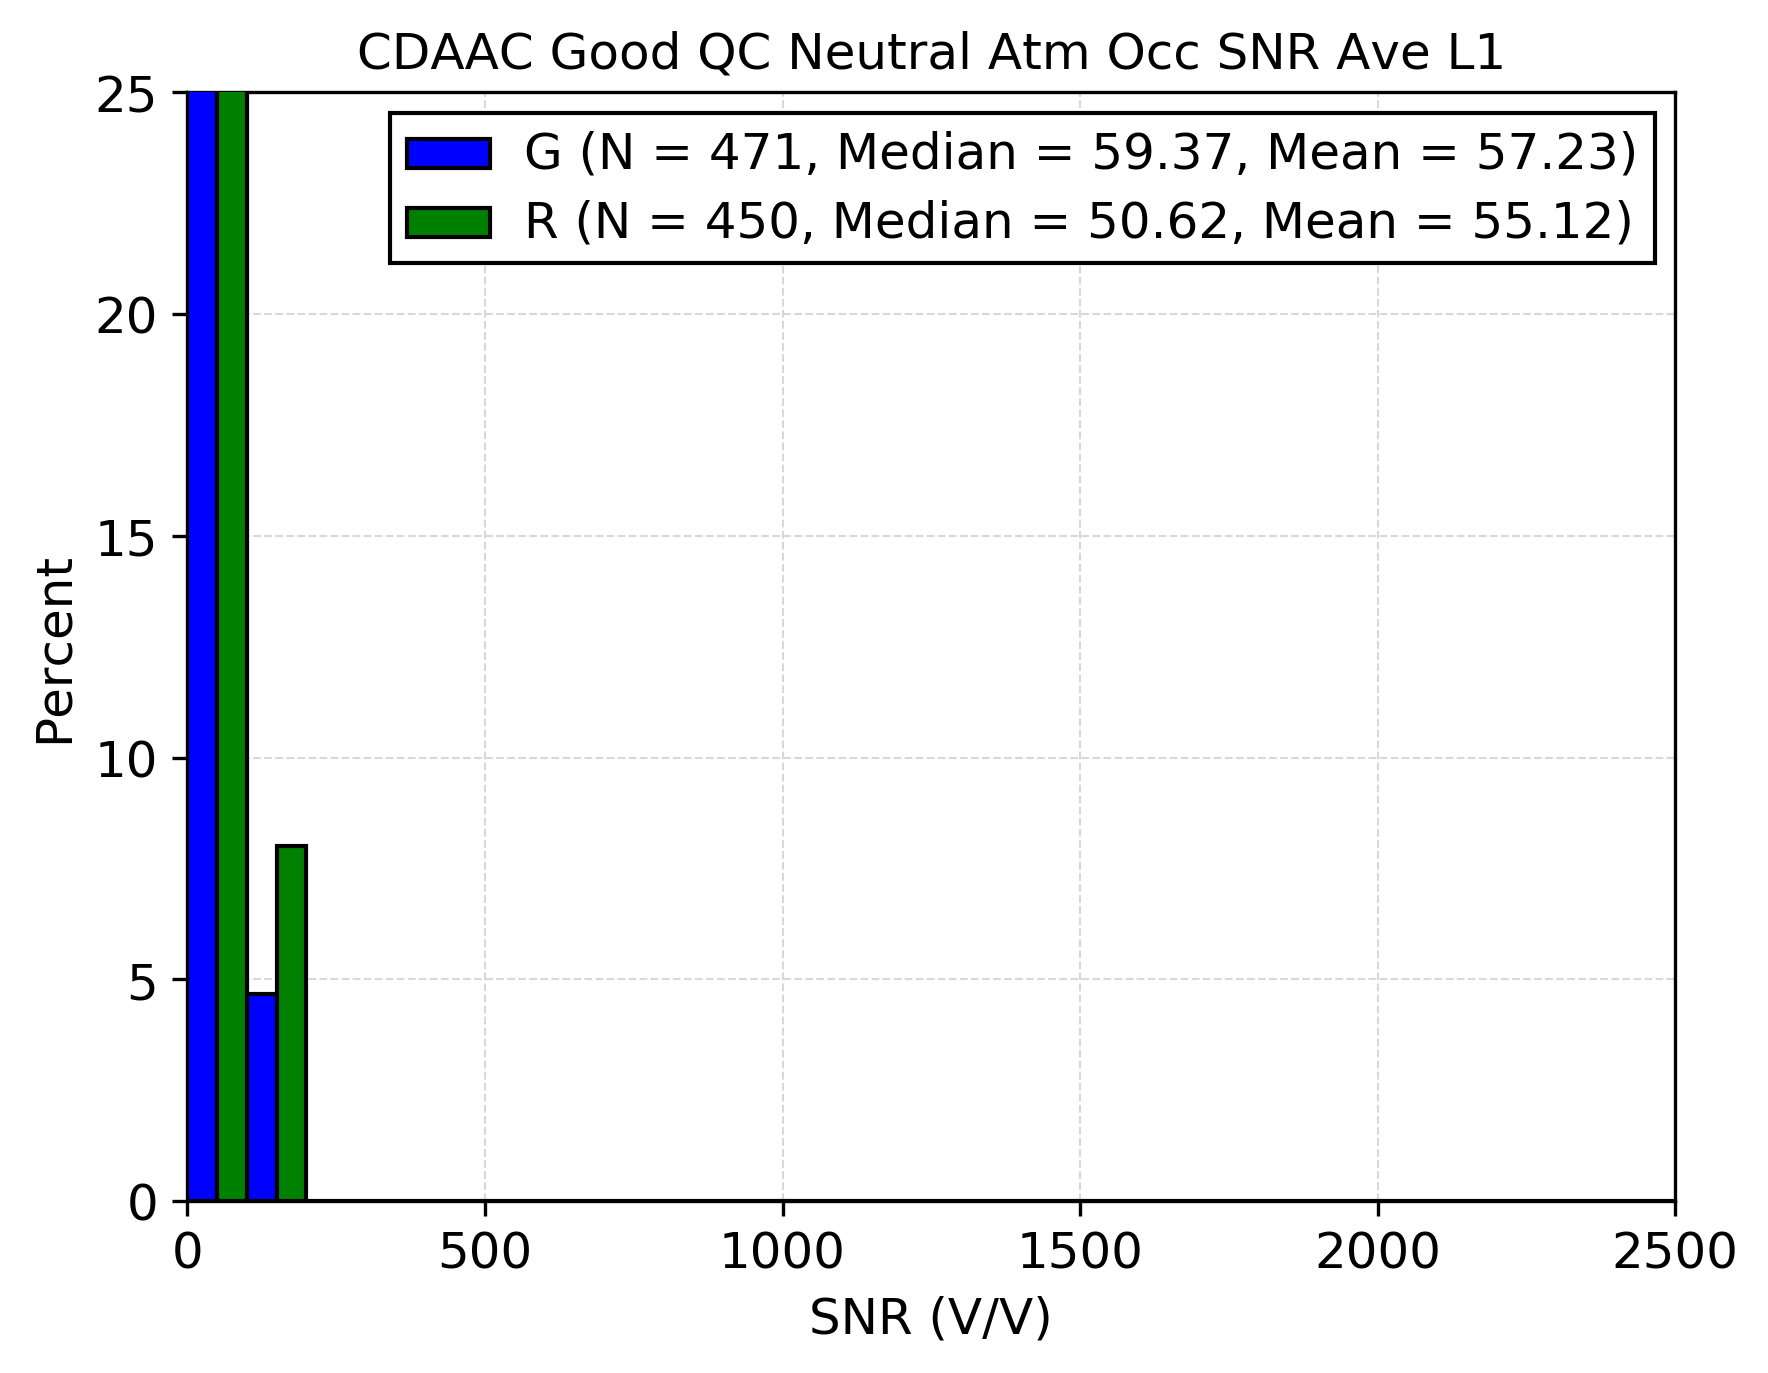 CDAAC Good QC Neutral Atm Occ SNR Ave L1
G (N = 471, Median = 59.37, Mean = 57.23)
R (N = 450, Median = 50.62, Mean = 55.12)
25
20
15
10
5
0
Percent
0 500 1000 1500 2000 2500
SNR (V/V)